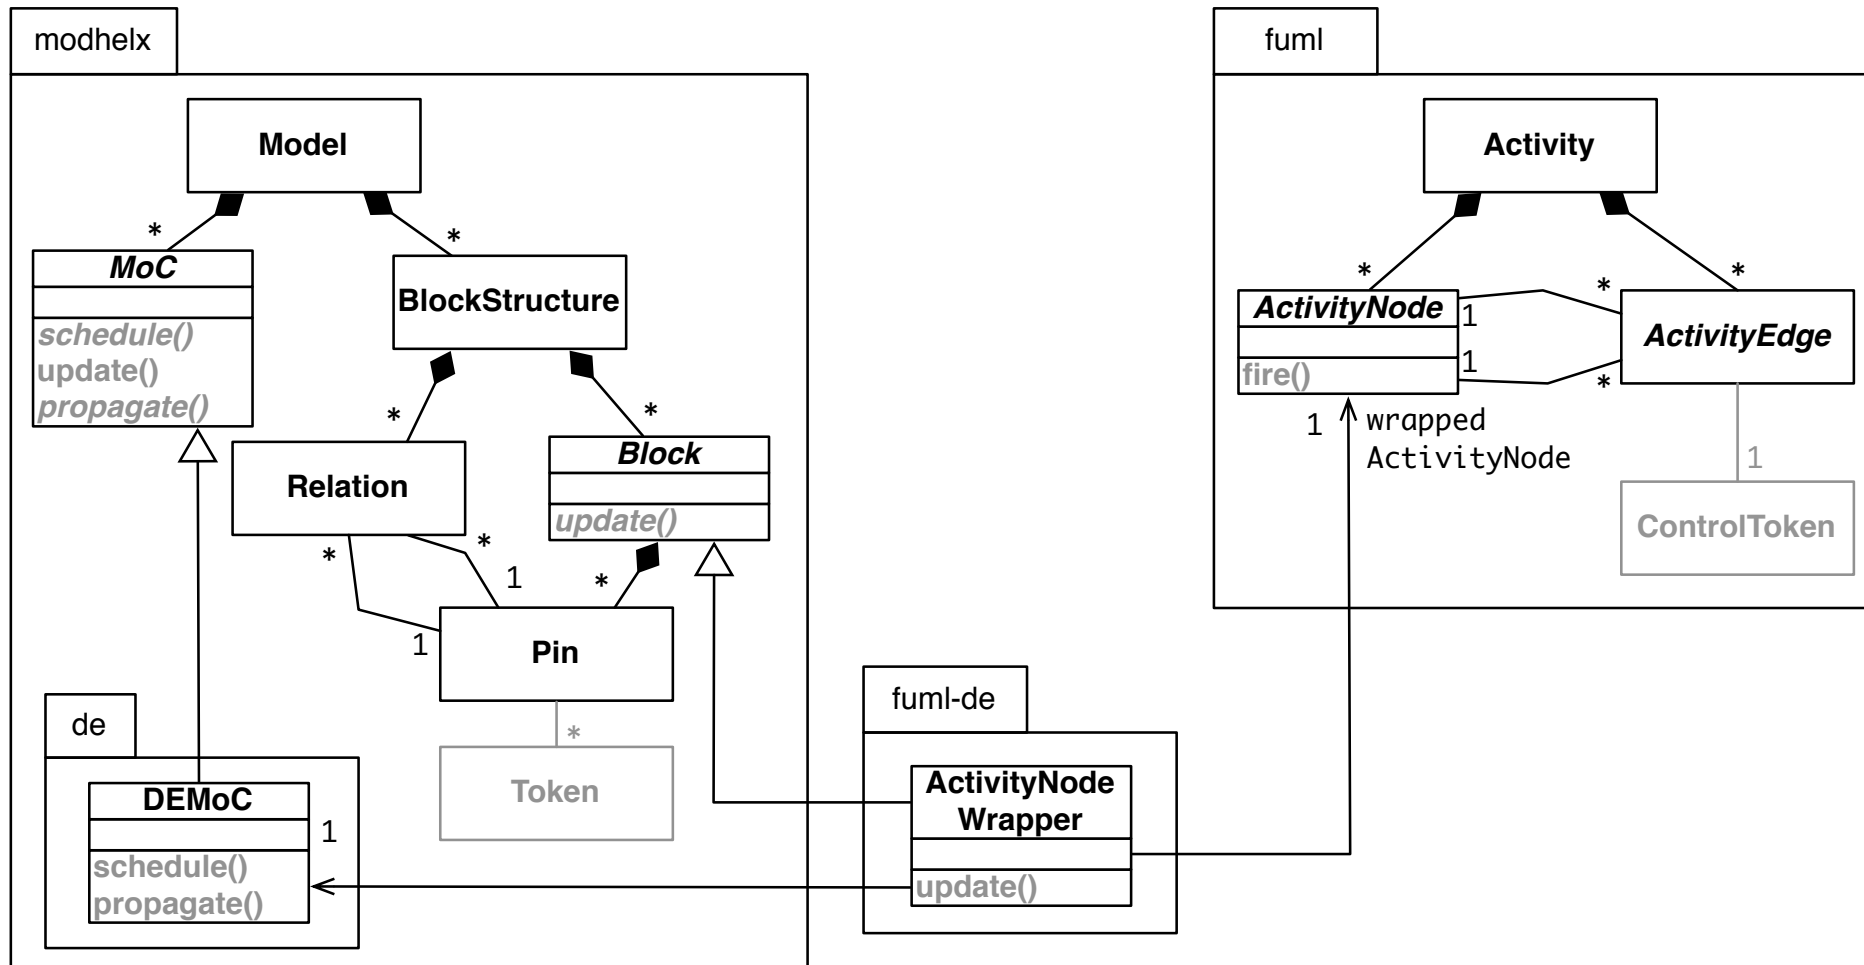 modhelx
Model
*
*
MoC
schedule()
update()
propagate()
BlockStructure
*
*
Relation
Block
update()
*
*
1
*
1
Pin
*
Token
de
DEMoC
1
schedule()
propagate()
fuml-de
ActivityNode
Wrapper
update()
fuml
Activity
*
*
ActivityNode
fire()
1
*
1
*
ActivityEdge
1
wrapped
ActivityNode
1
ControlToken